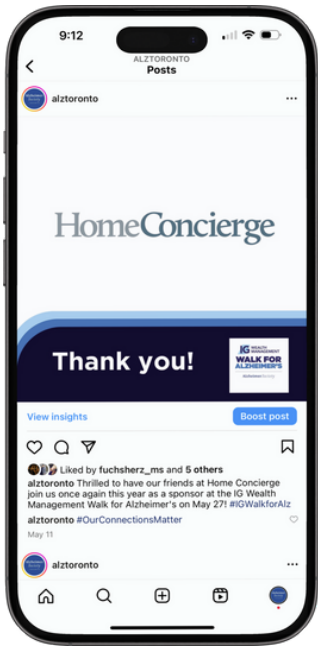 9:12
ALZTORONTO
Posts
alztoronto
HomeConcierge
Thank you!
IG WEALTH
MANAGEMENT
WALK FOR
ALZHEIMER'S
View insights
Boost post
Liked by fuchsherz_ms and 5 others
alztoronto Thrilled to have our friends at Home Concierge
join us once again this year as a sponsor at the IG Wealth
Management Walk for Alzheimer's on May 27! #IGWalkforAlz
alztoronto #OurConnectionsMatter
May 11
alztoronto